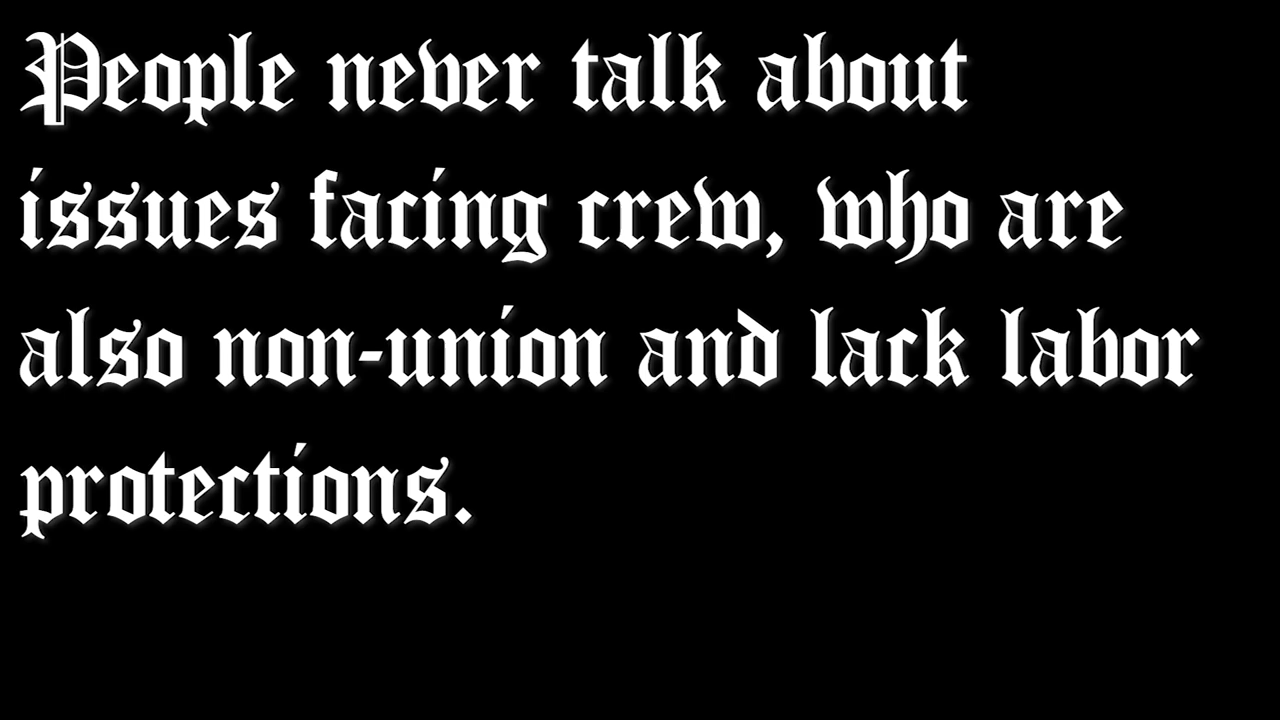 People never talk about
issues facing crew, who are
also non-union and lack labor
protections.